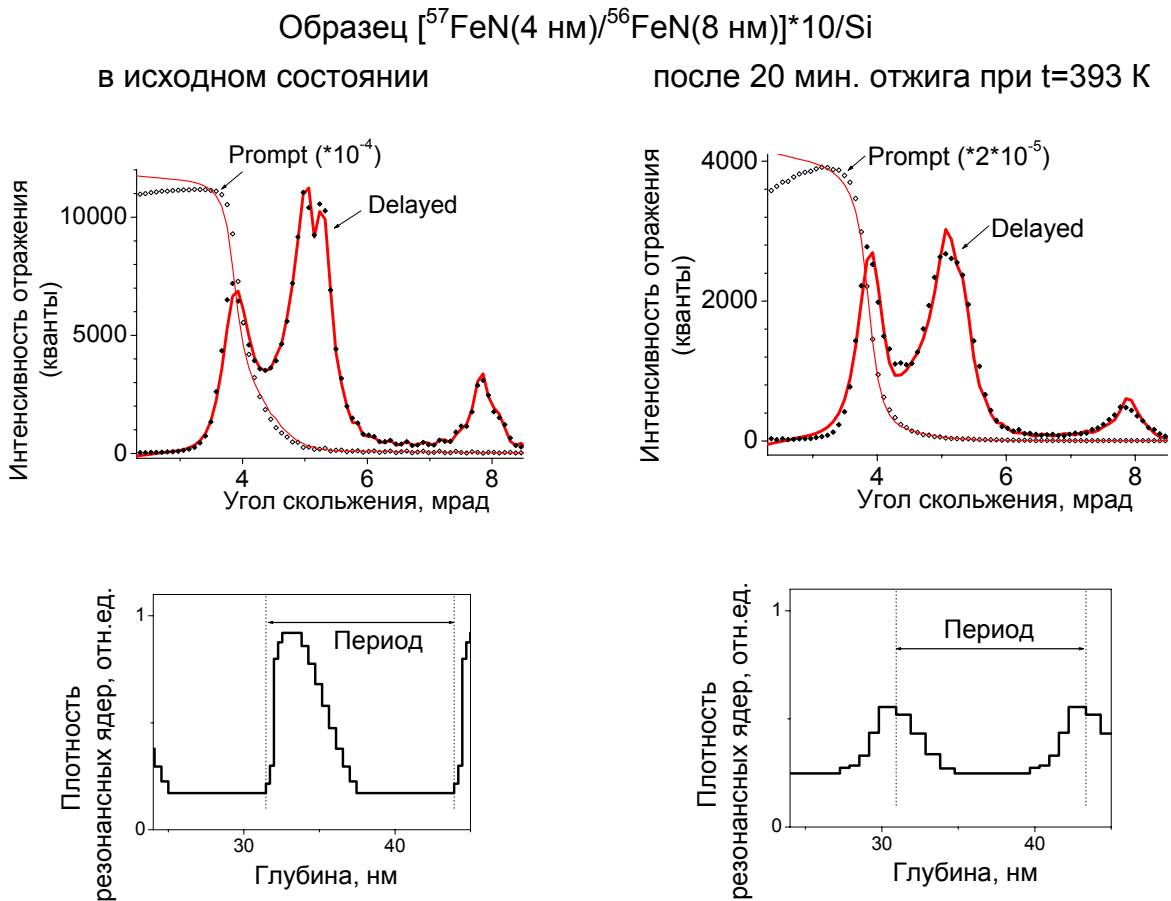 Образец [⁵⁷FeN(4 нм)/⁵⁶FeN(8 нм)]*10/Si
в исходном состоянии
после 20 мин. отжига при t=393 К
Prompt (*10⁻⁴)
Delayed
10000
5000
0
4
6
8
Интенсивность отражения
(кванты)
Угол скольжения, мрад
Prompt (*2*10⁻⁵)
Delayed
4000
2000
0
4
6
8
Интенсивность отражения
(кванты)
Угол скольжения, мрад
1
0
Период
30
40
Плотность
резонансных ядер, отн.ед.
Глубина, нм
1
0
Период
30
40
Плотность
резонансных ядер, отн.ед.
Глубина, нм